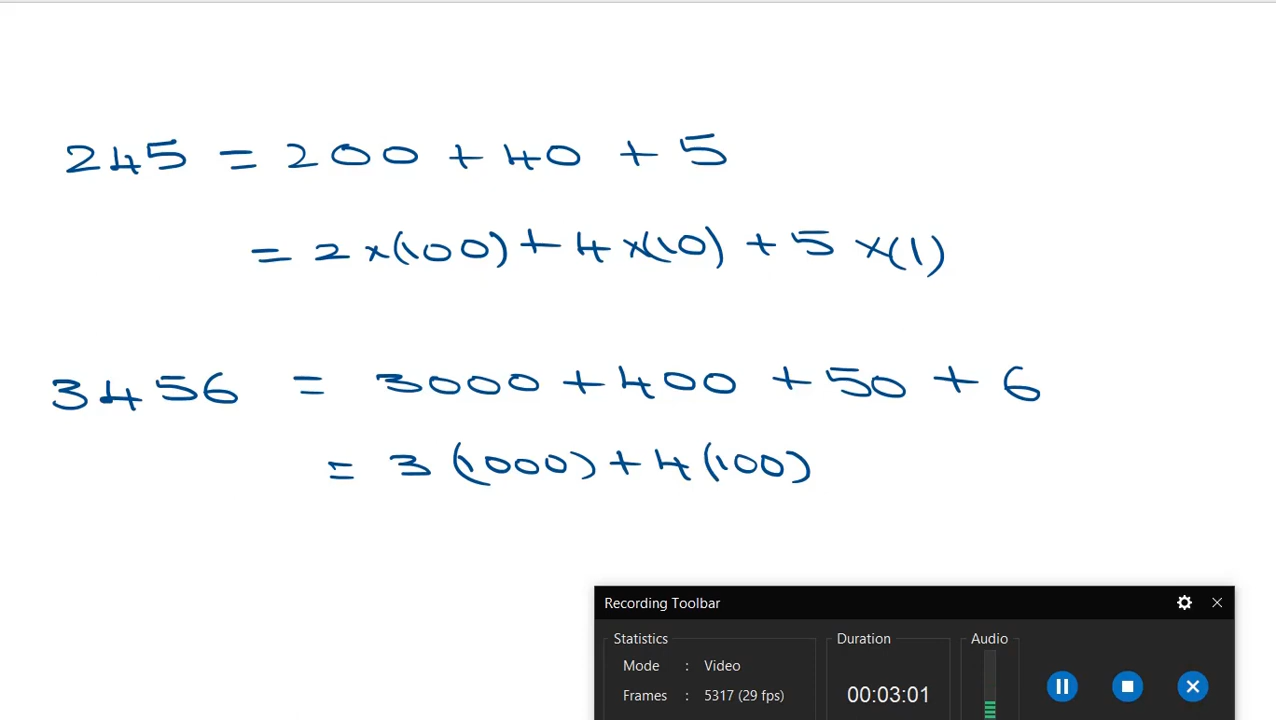 245 = 200 + 40 + 5
= 2 ×(100) + 4 ×(10) + 5 ×(1)
3456 = 3000 + 400 + 50 + 6
= 3 (1000) + 4 (100)
Recording Toolbar
Statistics Duration Audio
Mode : Video
Frames : 5317 (29 fps) 00:03:01